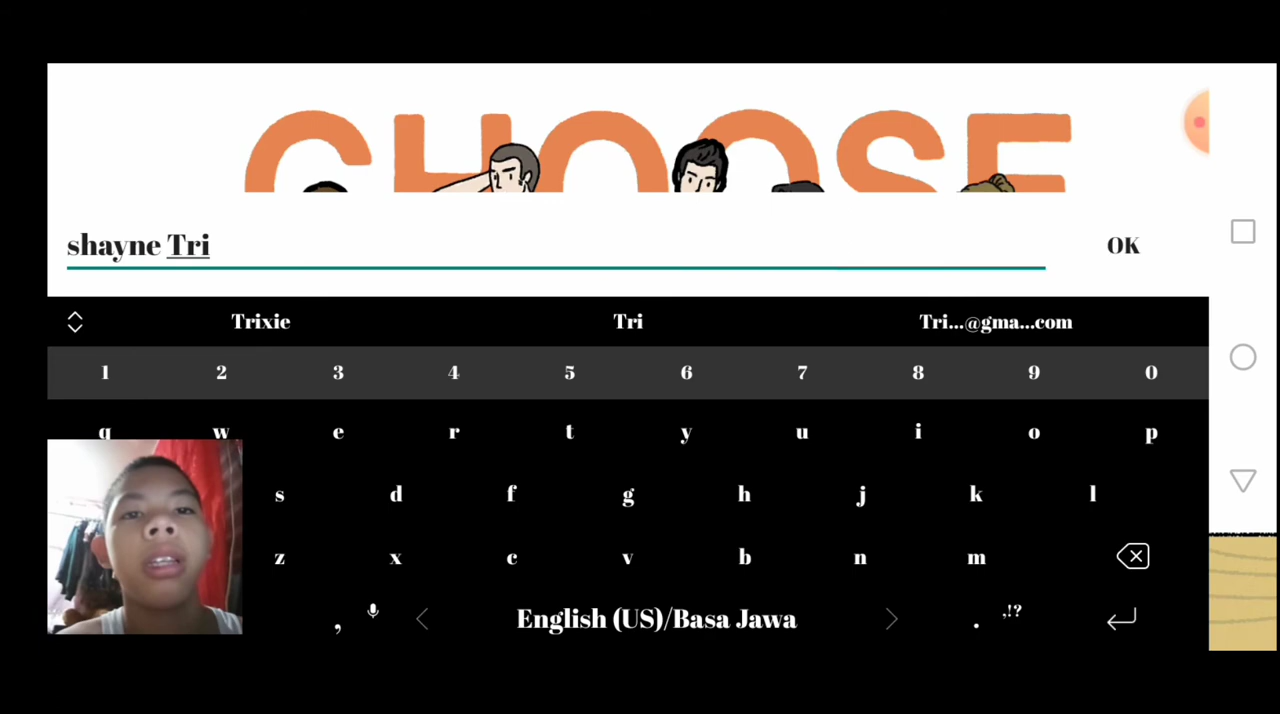 CHOOSE
shayne Tri
OK
Trixie Tri Tri...@gma...com
1 2 3 4 5 6 7 8 9 0
q w e r t y u i o p
s d f g h j k l
z x c v b n m
, English (US)/Basa Jawa . ,!?